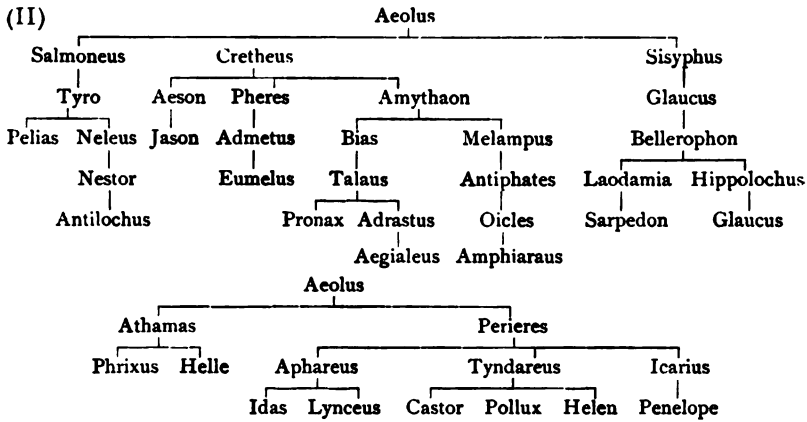 (II) Aeolus
Salmoneus Cretheus Sisyphus
Tyro Aeson Pheres Amythaon Glaucus
Pelias Neleus Jason Admetus Bias Melampus Bellerophon
Nestor Eumelus Talaus Antiphates Laodamia Hippolochus
Antilochus Pronax Adrastus Oicles Sarpedon Glaucus
Aegialeus Amphiaraus
Aeolus
Athamas Perieres
Phrixus Helle Aphareus Tyndareus Icarius
Idas Lynceus Castor Pollux Helen Penelope